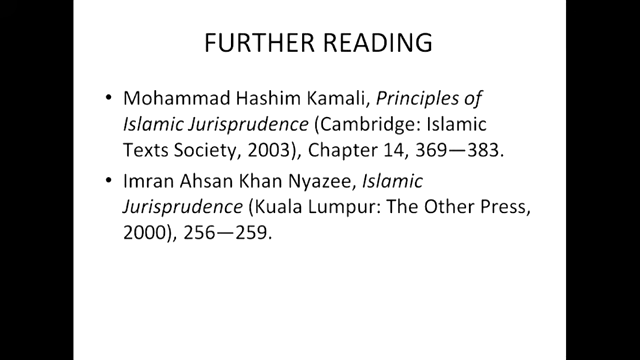 FURTHER READING
• Mohammad Hashim Kamali, Principles of
Islamic Jurisprudence (Cambridge: Islamic
Texts Society, 2003), Chapter 14, 369—383.
• Imran Ahsan Khan Nyazee, Islamic
Jurisprudence (Kuala Lumpur: The Other Press,
2000), 256—259.